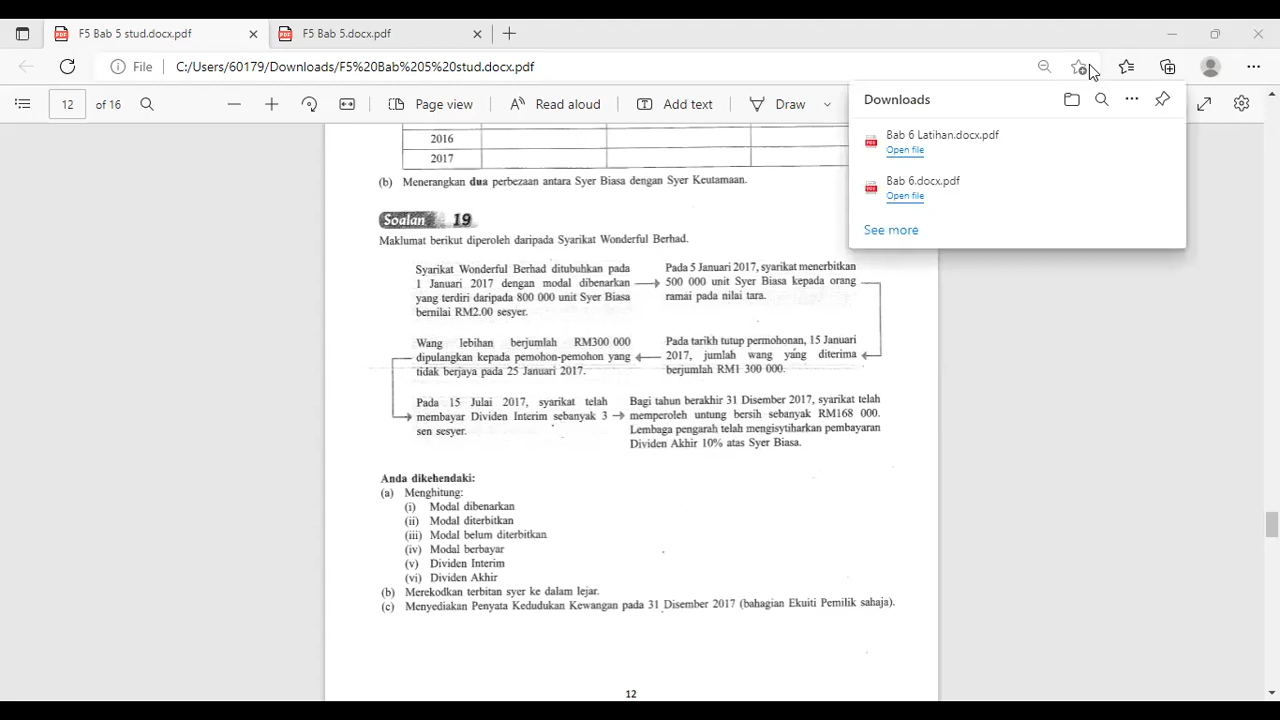 F5 Bab 5 stud.docx.pdf
F5 Bab 5.docx.pdf
File
C:/Users/60179/Downloads/F5%20Bab%205%20stud.docx.pdf
12 of 16
Page view
Read aloud
Add text
Draw
Downloads
Bab 6 Latihan.docx.pdf
Open file
Bab 6.docx.pdf
Open file
See more
2016
2017
(b) Menerangkan dua perbezaan antara Syer Biasa dengan Syer Keutamaan.
Soalan 19
Maklumat berikut diperoleh daripada Syarikat Wonderful Berhad.
Syarikat Wonderful Berhad ditubuhkan pada
1 Januari 2017 dengan modal dibenarkan
yang terdiri daripada 800 000 unit Syer Biasa
bernilai RM2.00 sesyer.
Pada 5 Januari 2017, syarikat menerbitkan
500 000 unit Syer Biasa kepada orang
ramai pada nilai tara.
Pada tarikh tutup permohonan, 15 Januari
2017, jumlah wang yang diterima
berjumlah RM1 300 000.
Wang lebihan berjumlah RM300 000
dipulangkan kepada pemohon-pemohon yang
tidak berjaya pada 25 Januari 2017.
Pada 15 Julai 2017, syarikat telah
membayar Dividen Interim sebanyak 3
sen sesyer.
Bagi tahun berakhir 31 Disember 2017, syarikat telah
memperoleh untung bersih sebanyak RM168 000.
Lembaga pengarah telah mengisytiharkan pembayaran
Dividen Akhir 10% atas Syer Biasa.
Anda dikehendaki:
(a) Menghitung:
(i) Modal dibenarkan
(ii) Modal diterbitkan
(iii) Modal belum diterbitkan
(iv) Modal berbayar
(v) Dividen Interim
(vi) Dividen Akhir
(b) Merekodkan terbitan syer ke dalam lejar.
(c) Menyediakan Penyata Kedudukan Kewangan pada 31 Disember 2017 (bahagian Ekuiti Pemilik sahaja).
12